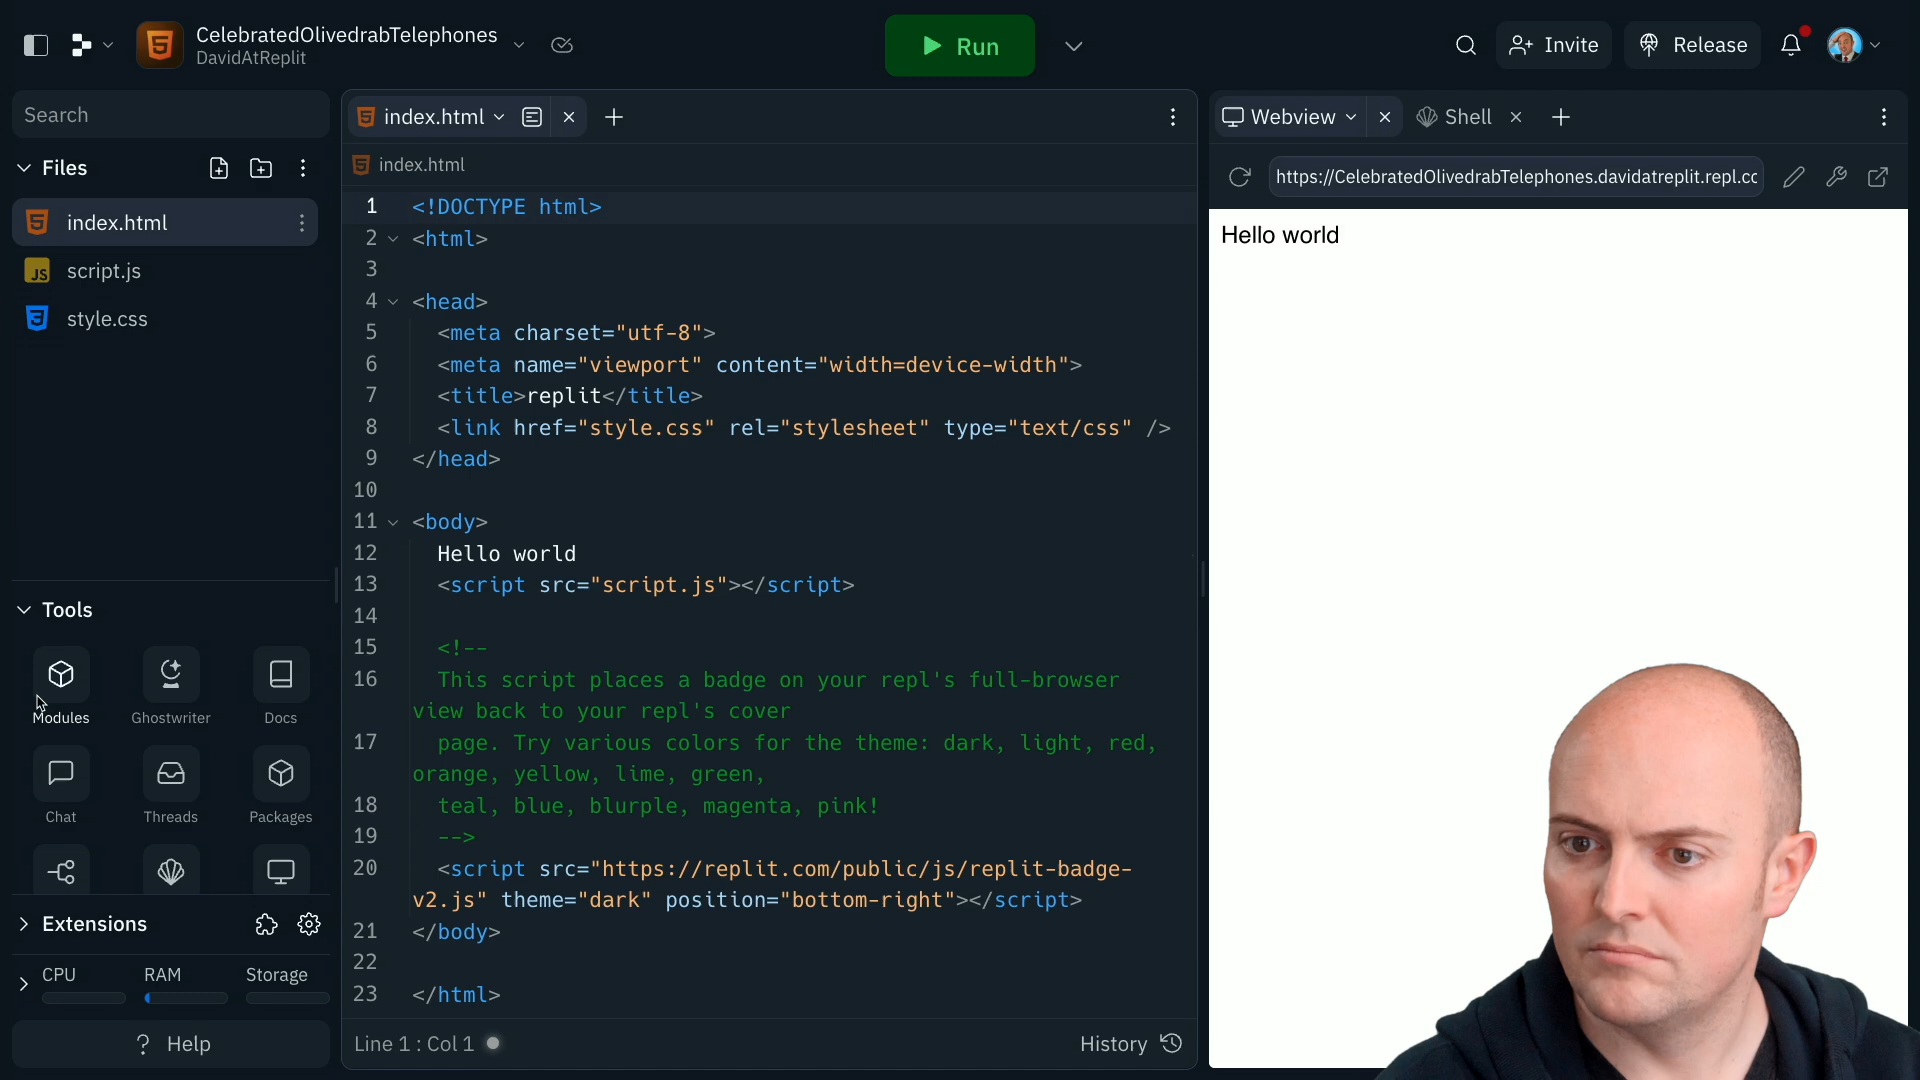 CelebratedOlivedrabTelephones
DavidAtReplit
Run
Invite
Release
Search
Files
index.html
JS script.js
style.css
Tools
Modules
Ghostwriter
Docs
Chat
Threads
Packages
Extensions
CPU
RAM
Storage
? Help
index.html
index.html
1 <!DOCTYPE html>
2 <html>
3
4 <head>
5 <meta charset="utf-8">
6 <meta name="viewport" content="width=device-width">
7 <title>replit</title>
8 <link href="style.css" rel="stylesheet" type="text/css" />
9 </head>
10
11 <body>
12 Hello world
13 <script src="script.js"></script>
14
15 <!--
16 This script places a badge on your repl's full-browser
view back to your repl's cover
17 page. Try various colors for the theme: dark, light, red,
orange, yellow, lime, green,
18 teal, blue, blurple, magenta, pink!
19 -->
20 <script src="https://replit.com/public/js/replit-badge-
v2.js" theme="dark" position="bottom-right"></script>
21 </body>
22
23 </html>
Line 1 : Col 1
History
Webview
Shell
https://CelebratedOlivedrabTelephones.davidatreplit.repl.cc
Hello world